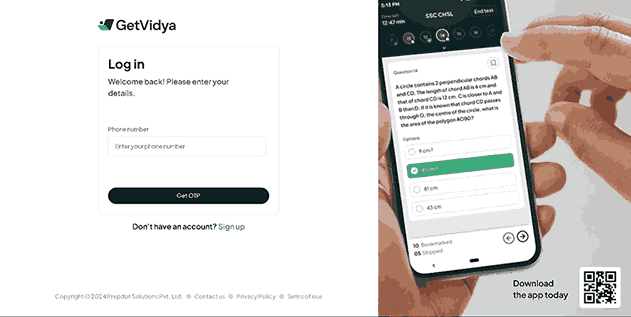 GetVidya
Log in
Welcome back! Please enter your
details.
Phone number
Enter your phone number
Get OTP
Don't have an account? Sign up
Copyright © 2024 Prepdot Solutions Pvt. Ltd.
Contact us
Privacy Policy
Terms of use
5:13 PM
Time left
12:47 min
SSC CHSL
End test
12
14
15
16
Question 14
A circle contains 2 perpendicular chords AB
and CD. The length of chord AB is 6 cm and
that of chord CD is 12 cm. C is closer to A and
B than D. If it is known that chord CD passes
through O, the centre of the circle, what is
the area of the polygon AOBD?
Options
9 cm²
81 cm
43 cm
10 Bookmarked
05 Skipped
Download
the app today